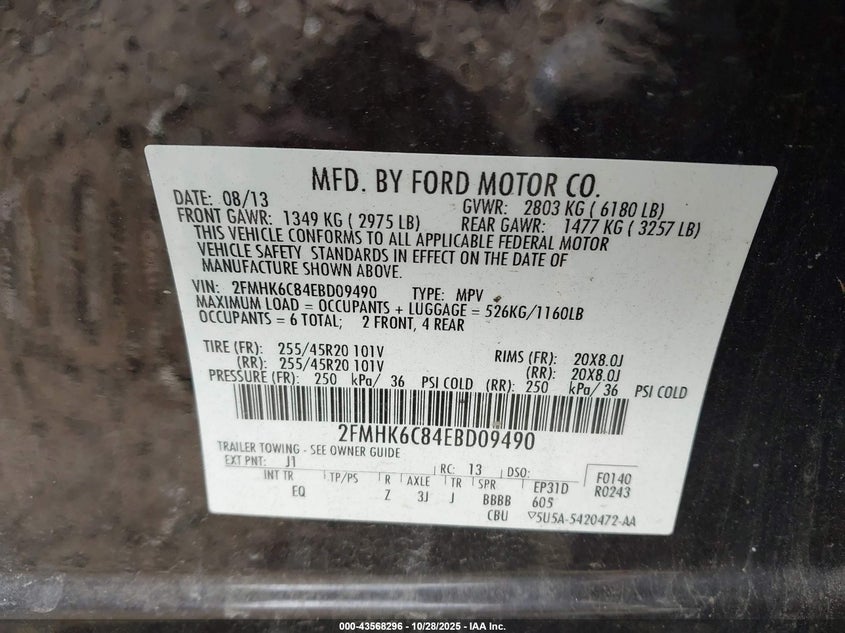 MFD. BY FORD MOTOR CO.
DATE: 08/13 GVWR: 2803 KG ( 6180 LB)
FRONT GAWR: 1349 KG ( 2975 LB) REAR GAWR: 1477 KG ( 3257 LB)
THIS VEHICLE CONFORMS TO ALL APPLICABLE FEDERAL MOTOR
VEHICLE SAFETY STANDARDS IN EFFECT ON THE DATE OF
MANUFACTURE SHOWN ABOVE.
VIN: 2FMHK6C84EBD09490 TYPE: MPV
MAXIMUM LOAD = OCCUPANTS + LUGGAGE = 526KG/1160LB
OCCUPANTS = 6 TOTAL; 2 FRONT, 4 REAR
TIRE (FR): 255/45R20 101V RIMS (FR): 20X8.0J
(RR): 255/45R20 101V (RR): 20X8.0J
PRESSURE (FR): 250 kPa/ 36 PSI COLD (RR): 250 kPa/ 36 PSI COLD
2FMHK6C84EBD09490
TRAILER TOWING - SEE OWNER GUIDE
EXT PNT: J1 RC: 13 DSO: F0140
INT TR TP/PS R AXLE TR SPR EP31D R0243
EQ Z 3J J BBBB 605
CBU ▽5U5A-5420472-AA
000-43568296 - 10/28/2025 - IAA Inc.